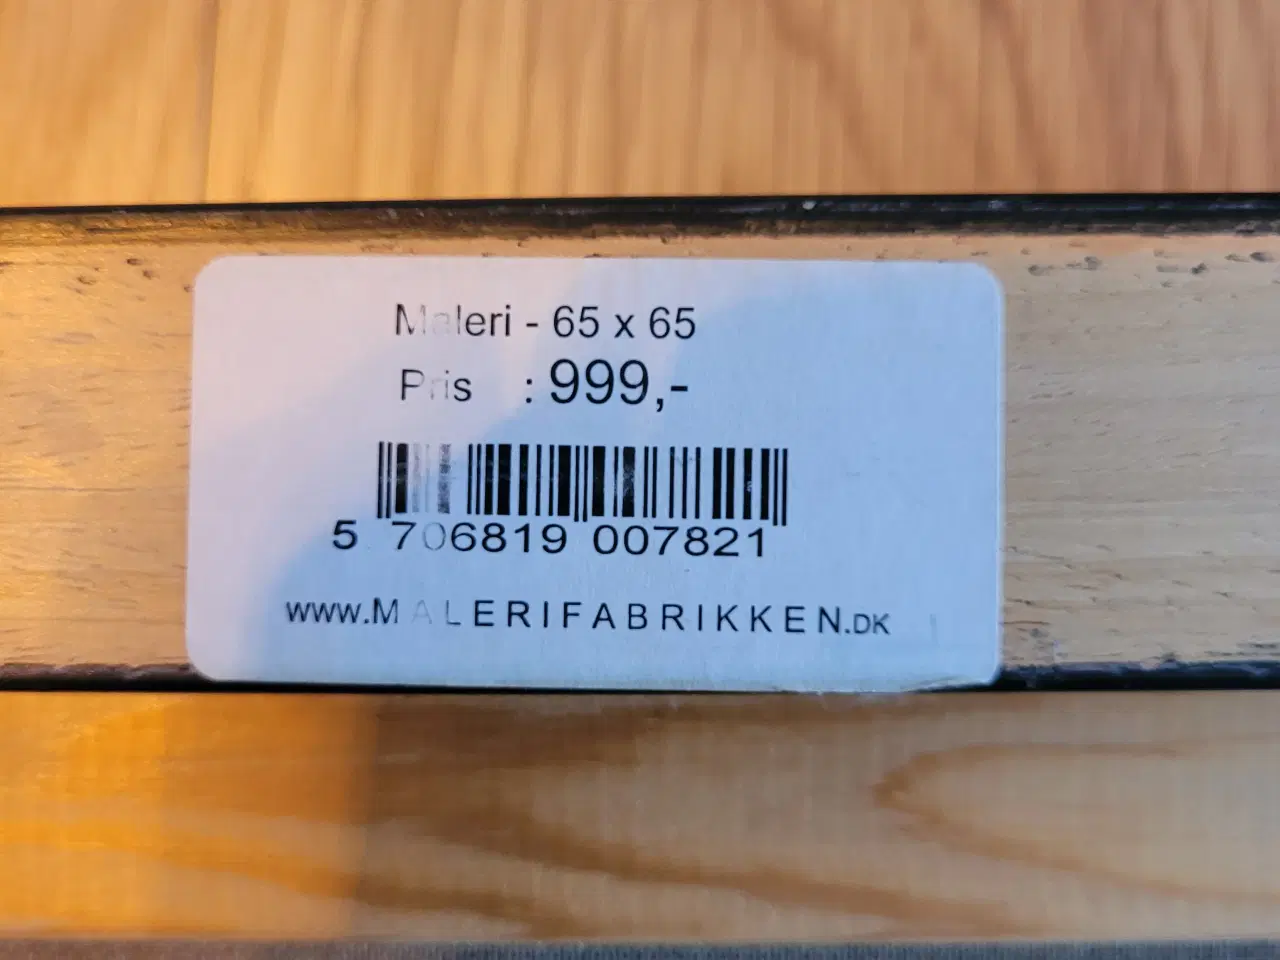 Maleri - 65 x 65
Pris : 999,-
5 706819 007821
www.MALERIFABRIKKEN.DK